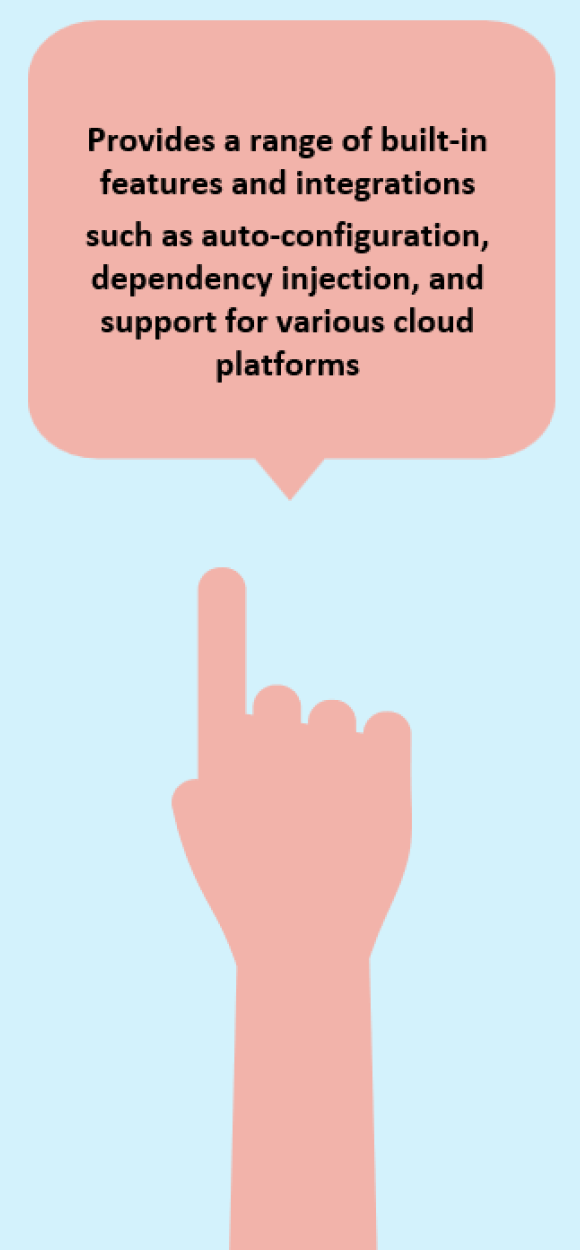 Provides a range of built-in
features and integrations
such as auto-configuration,
dependency injection, and
support for various cloud
platforms